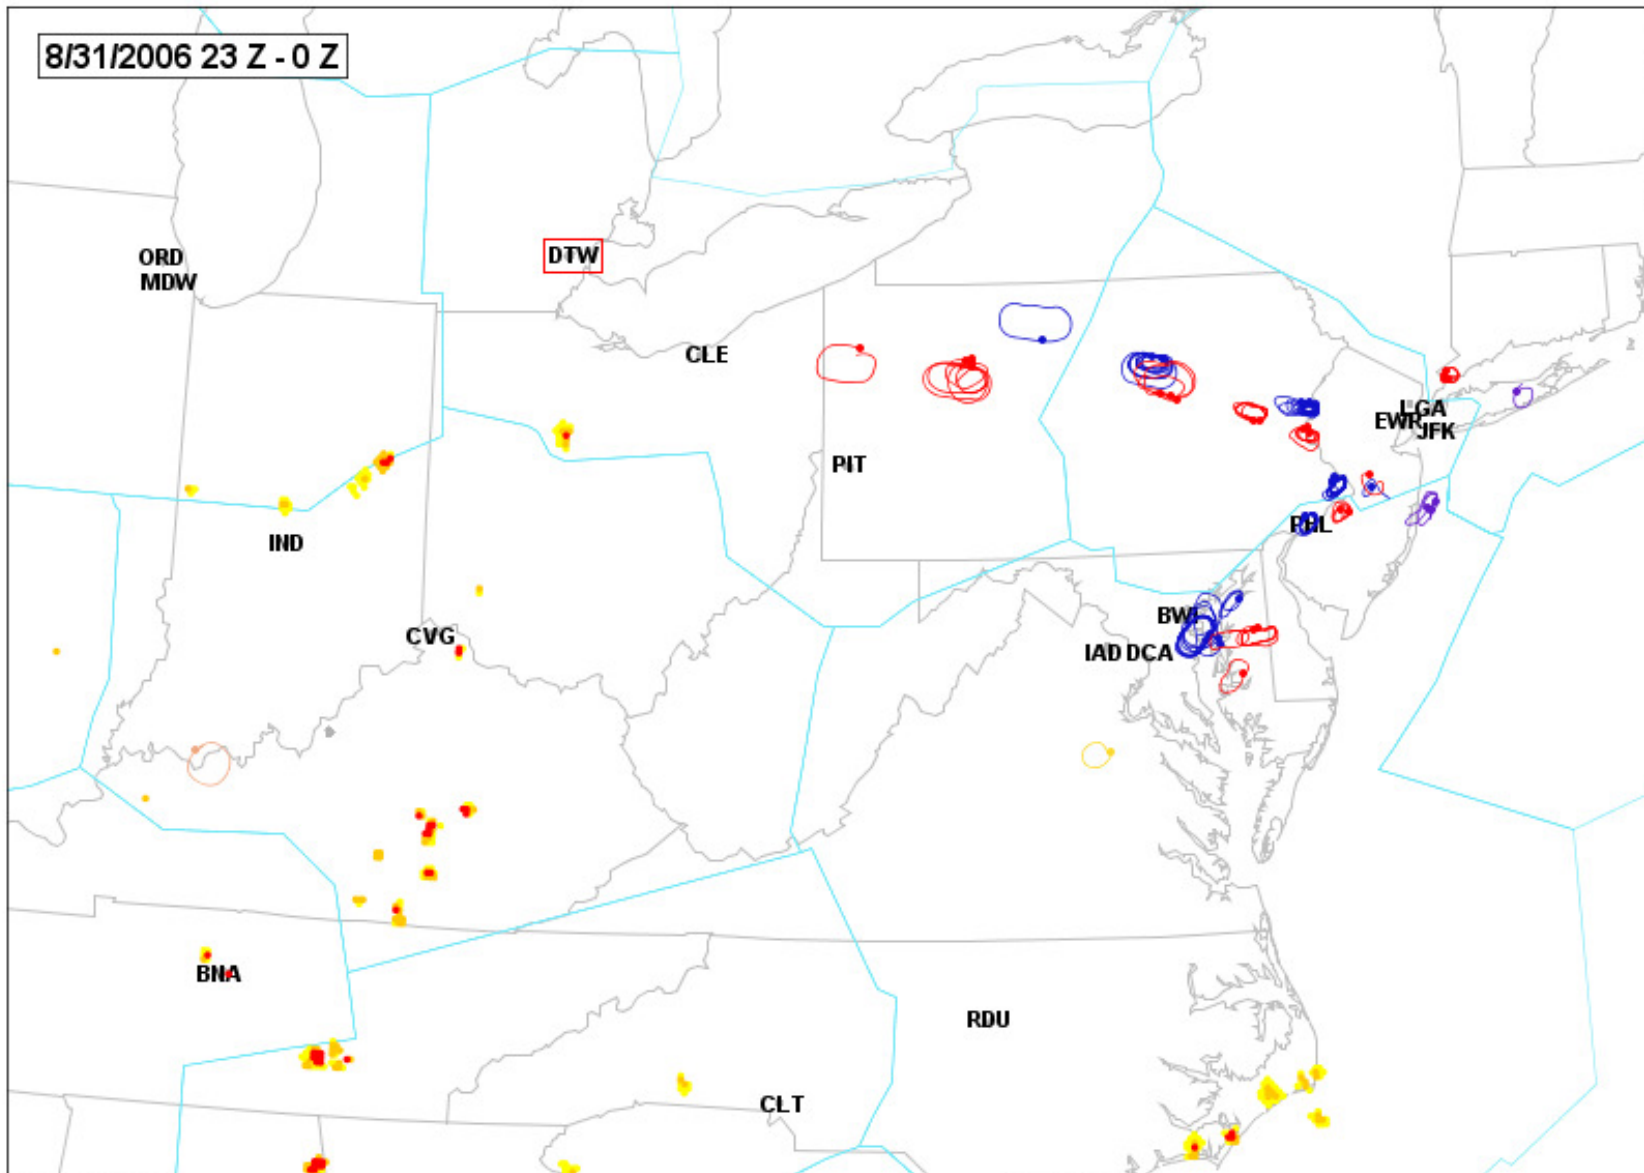 8/31/2006 23 Z - 0 Z
ORD
MDW
DTW
CLE
LGA
EWR
JFK
PIT
PHL
IND
BWI
CVG
IAD DCA
BNA
RDU
CLT